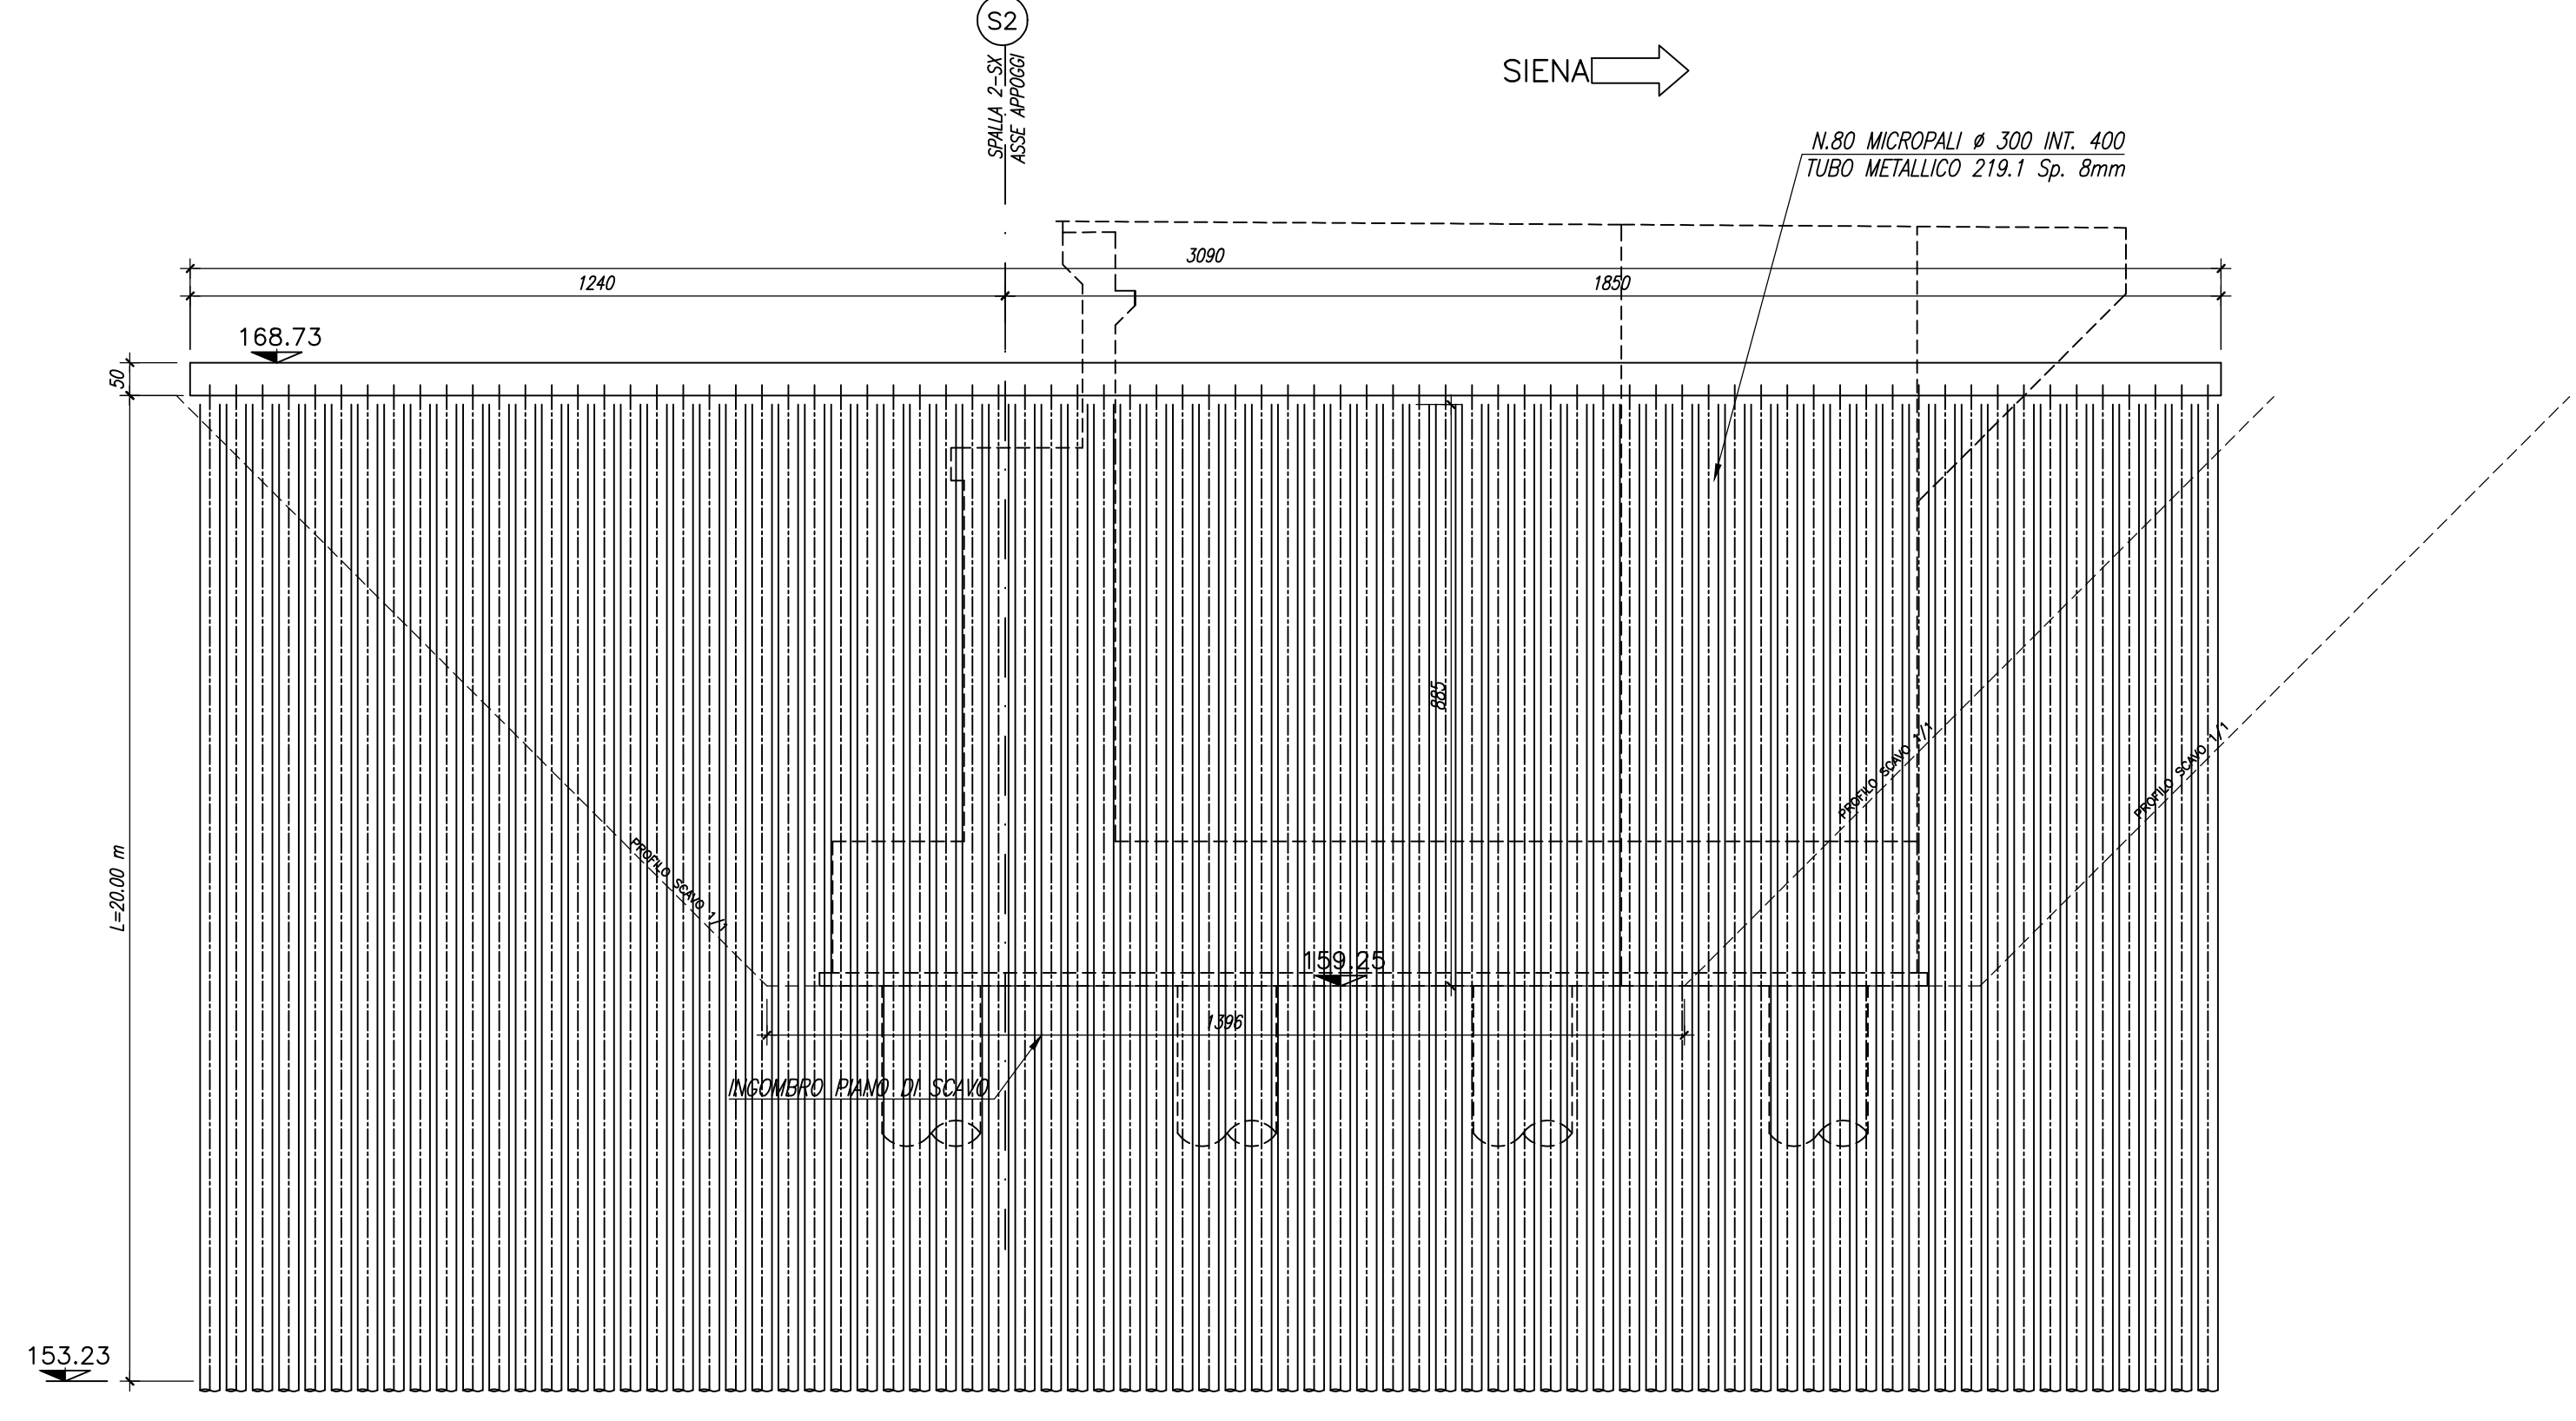 S2
SPALLA 2-SX
ASSE APPOGGI
SIENA
N.80 MICROPALI ø 300 INT. 400
TUBO METALLICO 219.1 Sp. 8mm
3090
1240
1850
168.73
50
885
L=20.00 m
PROFILO SCAVO 1/1
PROFILO SCAVO 1/1
PROFILO SCAVO 1/1
159.25
1396
INGOMBRO PIANO DI SCAVO
153.23